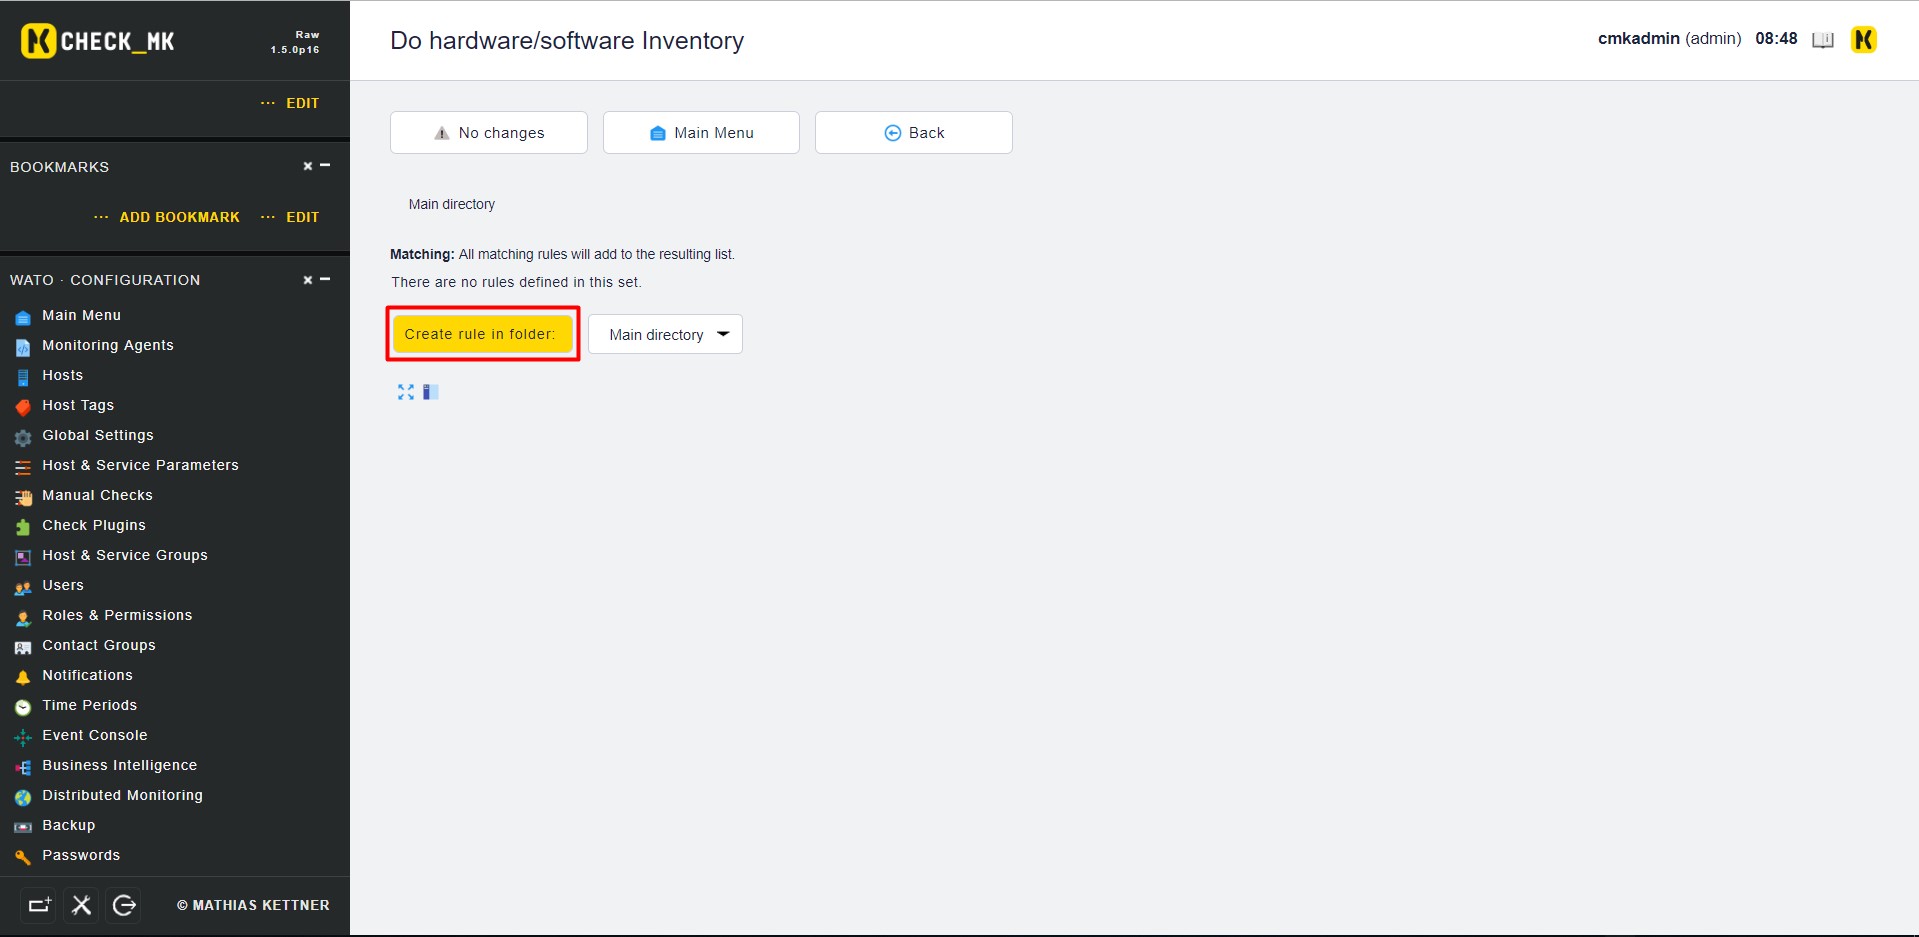 CHECK_MK
Raw
1.5.0p16
Do hardware/software Inventory
cmkadmin (admin) 08:48
... EDIT
BOOKMARKS
... ADD BOOKMARK ... EDIT
WATO · CONFIGURATION
Main Menu
Monitoring Agents
Hosts
Host Tags
Global Settings
Host & Service Parameters
Manual Checks
Check Plugins
Host & Service Groups
Users
Roles & Permissions
Contact Groups
Notifications
Time Periods
Event Console
Business Intelligence
Distributed Monitoring
Backup
Passwords
© MATHIAS KETTNER
No changes
Main Menu
Back
Main directory
Matching: All matching rules will add to the resulting list.
There are no rules defined in this set.
Create rule in folder: Main directory